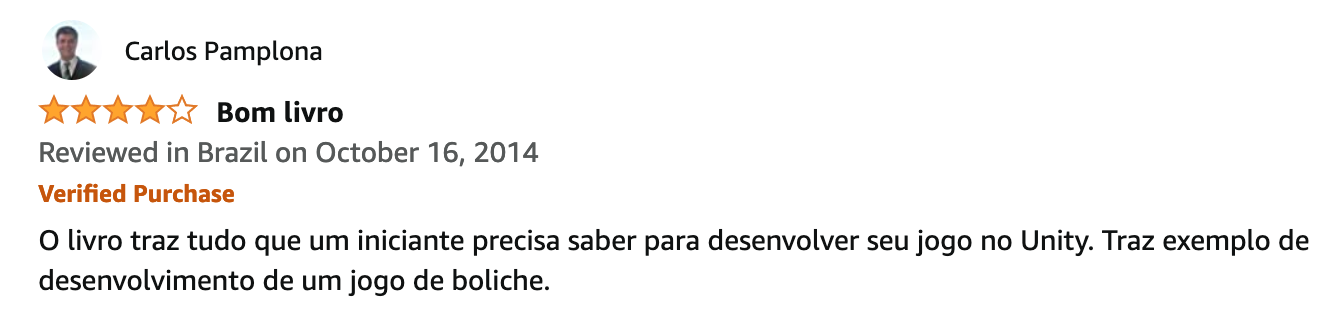 Carlos Pamplona
Bom livro
Reviewed in Brazil on October 16, 2014
Verified Purchase
O livro traz tudo que um iniciante precisa saber para desenvolver seu jogo no Unity. Traz exemplo de
desenvolvimento de um jogo de boliche.